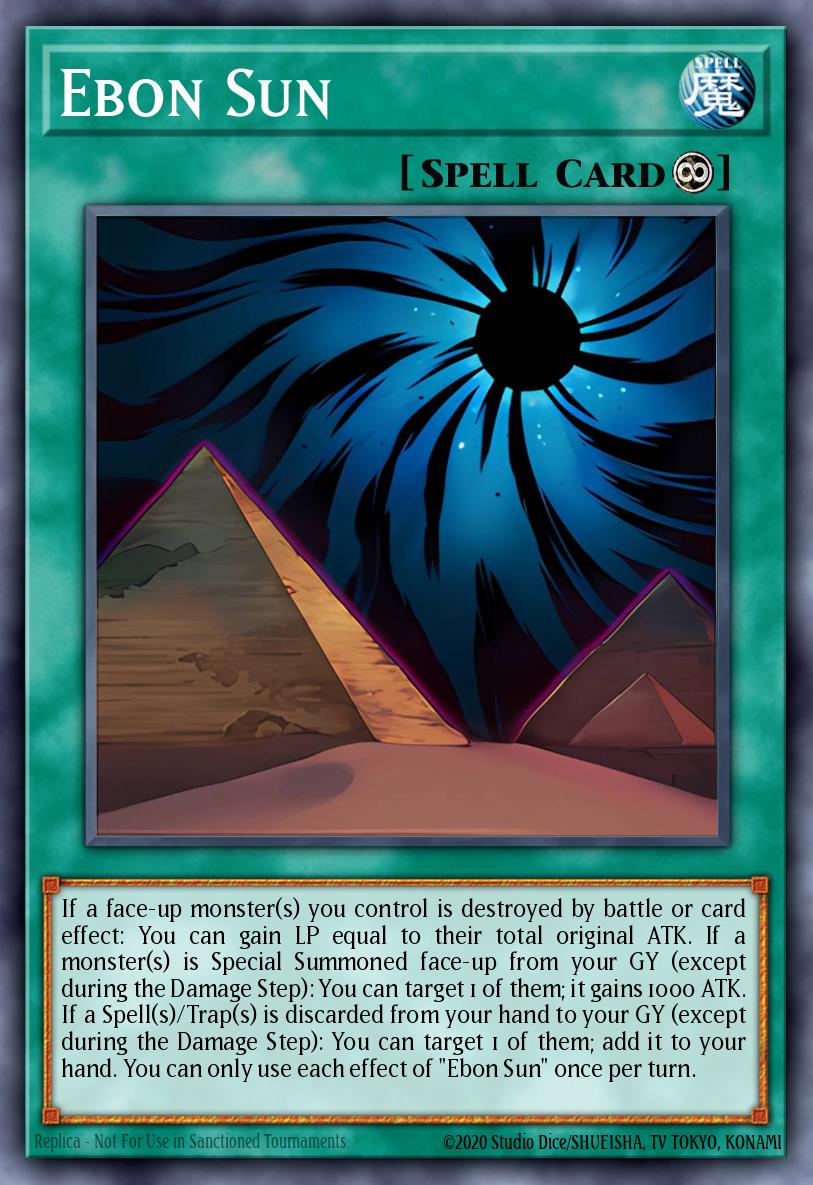 Ebon Sun
SPELL
魔
[Spell Card]
If a face-up monster(s) you control is destroyed by battle or card
effect: You can gain LP equal to their total original ATK. If a
monster(s) is Special Summoned face-up from your GY (except
during the Damage Step): You can target 1 of them; it gains 1000 ATK.
If a Spell(s)/Trap(s) is discarded from your hand to your GY (except
during the Damage Step): You can target 1 of them; add it to your
hand. You can only use each effect of "Ebon Sun" once per turn.
Replica - Not For Use in Sanctioned Tournaments.
©2020 Studio Dice/SHUEISHA, TV TOKYO, KONAMI